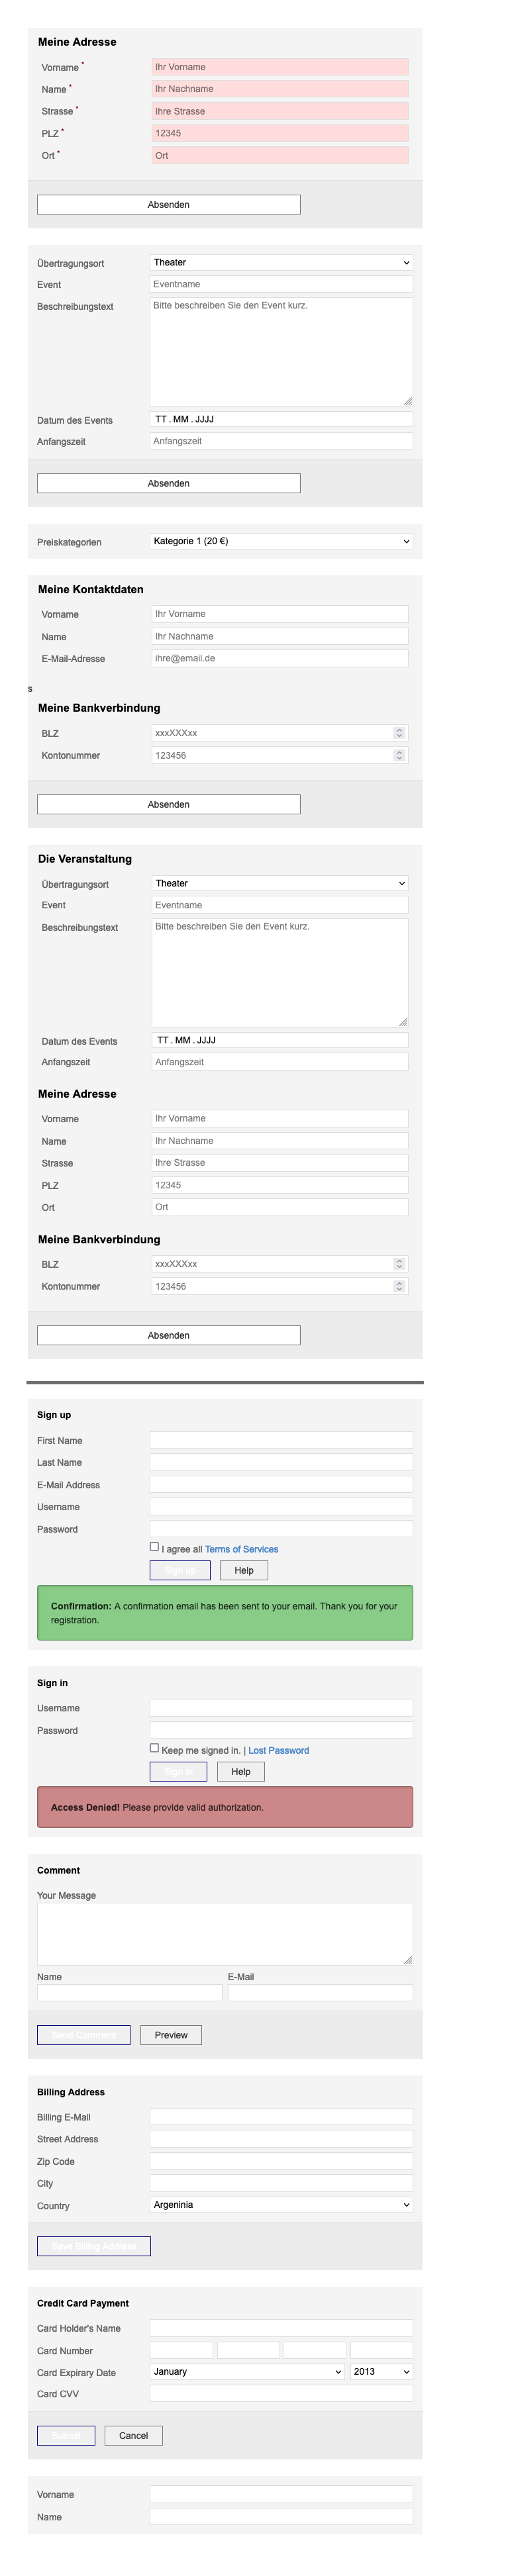 Meine Adresse
Vorname * Ihr Vorname
Name * Ihr Nachname
Strasse * Ihre Strasse
PLZ * 12345
Ort * Ort
Absenden
Übertragungsort Theater
Event Eventname
Beschreibungstext Bitte beschreiben Sie den Event kurz.
Datum des Events TT . MM . JJJJ
Anfangszeit Anfangszeit
Absenden
Preiskategorien Kategorie 1 (20 €)
Meine Kontaktdaten
Vorname Ihr Vorname
Name Ihr Nachname
E-Mail-Adresse ihre@email.de
s
Meine Bankverbindung
BLZ xxxXXXxx
Kontonummer 123456
Absenden
Die Veranstaltung
Übertragungsort Theater
Event Eventname
Beschreibungstext Bitte beschreiben Sie den Event kurz.
Datum des Events TT . MM . JJJJ
Anfangszeit Anfangszeit
Meine Adresse
Vorname Ihr Vorname
Name Ihr Nachname
Strasse Ihre Strasse
PLZ 12345
Ort Ort
Meine Bankverbindung
BLZ xxxXXXxx
Kontonummer 123456
Absenden
Sign up
First Name
Last Name
E-Mail Address
Username
Password
I agree all Terms of Services
Sign up Help
Confirmation: A confirmation email has been sent to your email. Thank you for your
registration.
Sign in
Username
Password
Keep me signed in. | Lost Password
Sign in Help
Access Denied! Please provide valid authorization.
Comment
Your Message
Name E-Mail
Send Comment Preview
Billing Address
Billing E-Mail
Street Address
Zip Code
City
Country Argeninia
Save Billing Address
Credit Card Payment
Card Holder's Name
Card Number
Card Expirary Date January 2013
Card CVV
Submit Cancel
Vorname
Name